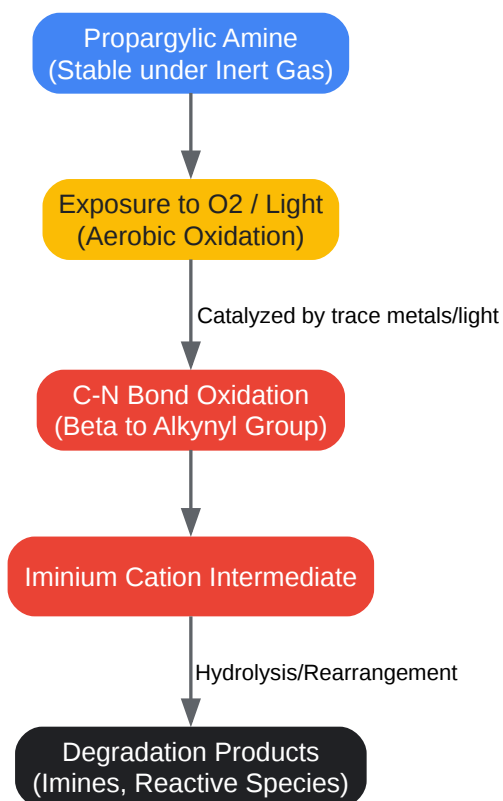 Propargylic Amine
(Stable under Inert Gas)
Exposure to O2 / Light
(Aerobic Oxidation)
Catalyzed by trace metals/light
C-N Bond Oxidation
(Beta to Alkynyl Group)
Iminium Cation Intermediate
Hydrolysis/Rearrangement
Degradation Products
(Imines, Reactive Species)